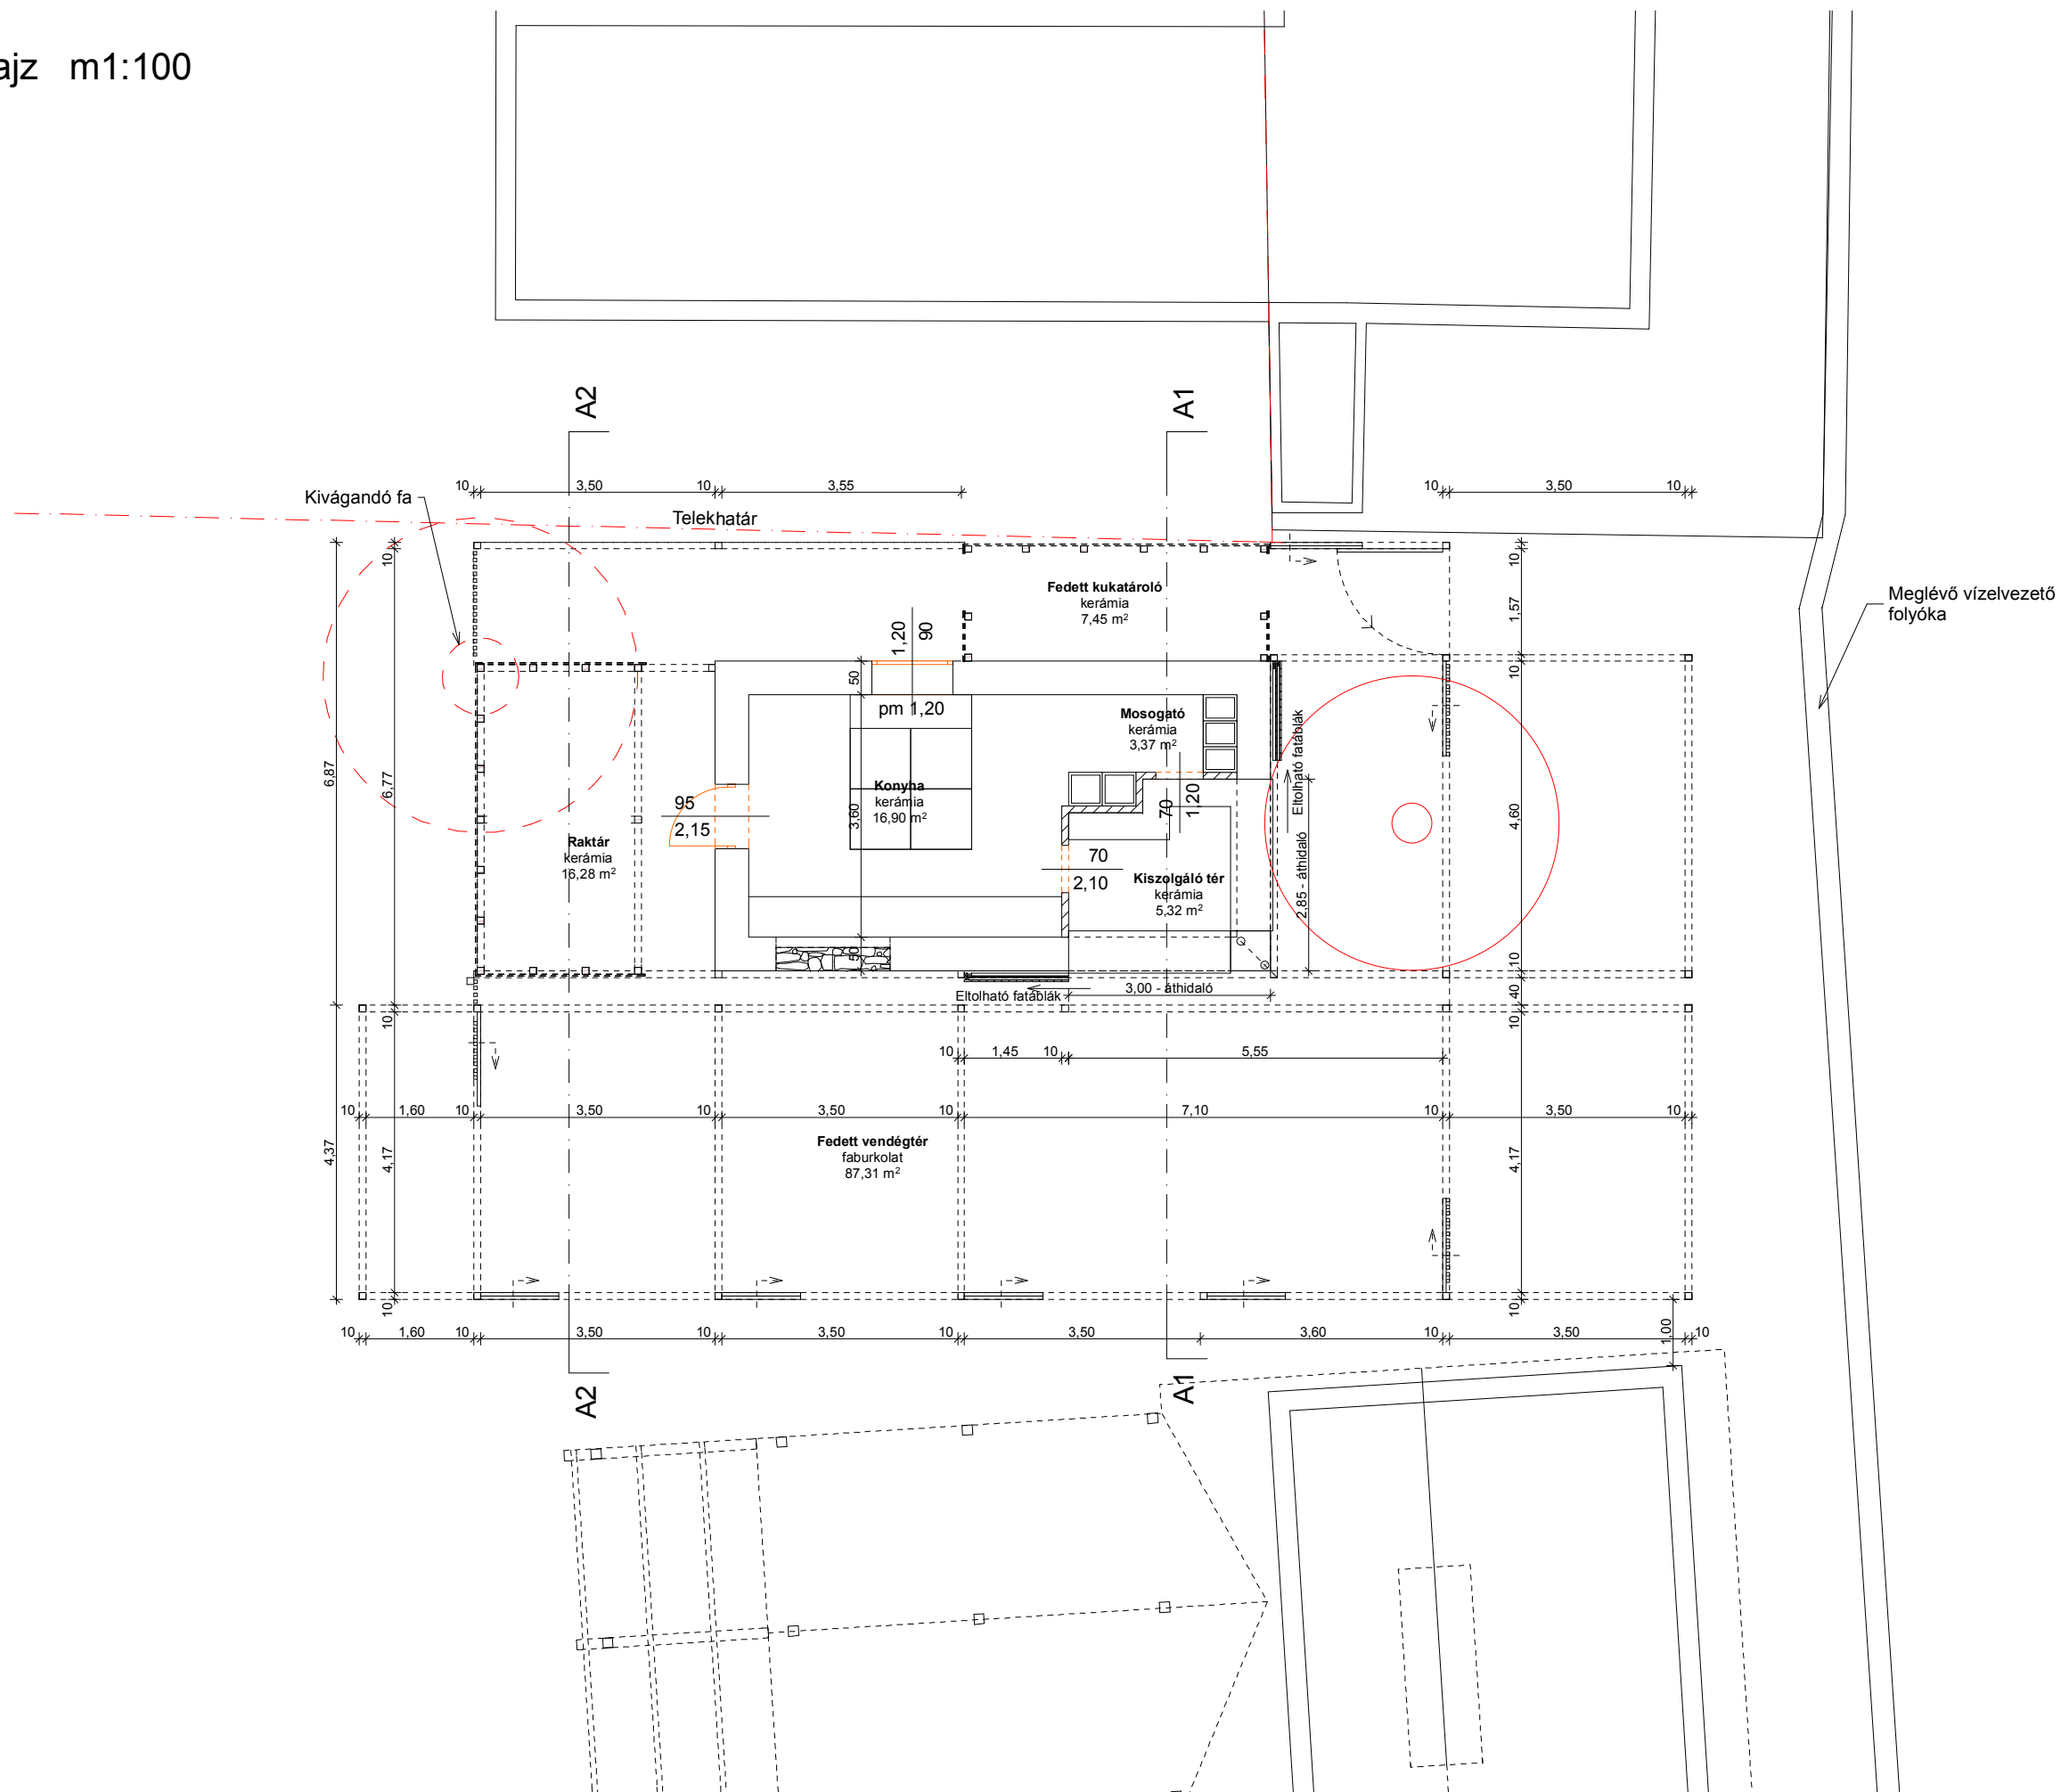 ajz m1:100
A2
A1
10
3,50
10
3,55
10
3,50
10
Kivágandó fa
Telekhatár
10
10
Fedett kukatároló
kerámia
7,45 m²
1,57
Meglévő vízelvezető
folyóka
1,20
90
50
10
pm 1,20
Mosogató
kerámia
3,37 m²
Eltolható fatáblák
6,87
6,77
Konyha
kerámia
16,90 m²
3,60
95
2,15
70
1,20
4,60
Raktár
kerámia
16,28 m²
70
2,10
Kiszolgáló tér
kerámia
5,32 m²
2,85 - áthidaló
50
10
Eltolható fatáblák
3,00 - áthidaló
40
10
10
10
1,45
10
5,55
10
1,60
10
3,50
10
3,50
10
7,10
10
3,50
10
4,37
4,17
Fedett vendégtér
faburkolat
87,31 m²
4,17
10
10
10
1,60
10
3,50
10
3,50
10
3,50
3,60
10
3,50
10
1,00
A2
A1